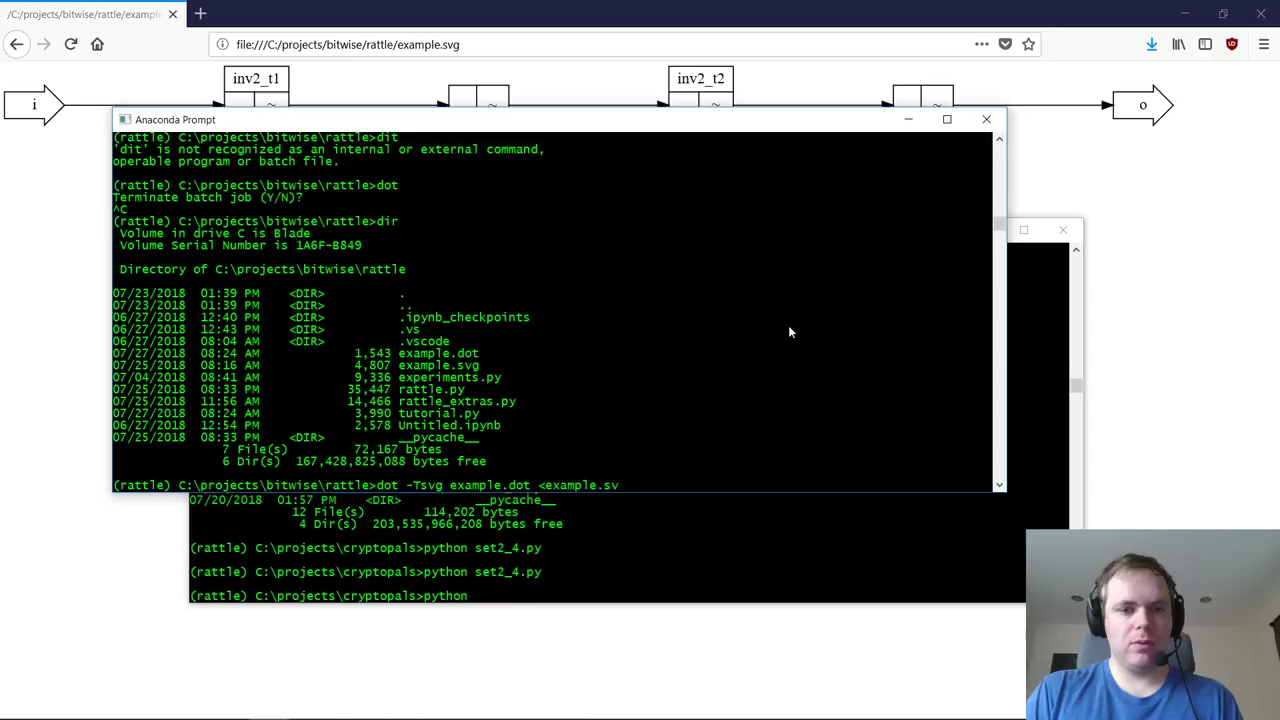 /C:/projects/bitwise/rattle/example
file:///C:/projects/bitwise/rattle/example.svg
inv2_t1
inv2_t2
i
~
~
~
~
o
Anaconda Prompt
(rattle) C:\projects\bitwise\rattle>dit
'dit' is not recognized as an internal or external command,
operable program or batch file.
(rattle) C:\projects\bitwise\rattle>dot
Terminate batch job (Y/N)?
^C
(rattle) C:\projects\bitwise\rattle>dir
Volume in drive C is Blade
Volume Serial Number is 1A6F-B849
Directory of C:\projects\bitwise\rattle
07/23/2018 01:39 PM <DIR> .
07/23/2018 01:39 PM <DIR> ..
06/27/2018 12:40 PM <DIR> .ipynb_checkpoints
06/27/2018 12:43 PM <DIR> .vs
06/27/2018 08:04 AM <DIR> .vscode
07/27/2018 08:24 AM 1,543 example.dot
07/25/2018 08:16 AM 4,807 example.svg
07/04/2018 08:41 AM 9,336 experiments.py
07/25/2018 08:33 PM 35,447 rattle.py
07/25/2018 11:56 AM 14,466 rattle_extras.py
07/27/2018 08:24 AM 3,990 tutorial.py
06/27/2018 12:54 PM 2,578 Untitled.ipynb
07/25/2018 08:33 PM <DIR> __pycache__
7 File(s) 72,167 bytes
6 Dir(s) 167,428,825,088 bytes free
(rattle) C:\projects\bitwise\rattle>dot -Tsvg example.dot <example.sv
07/20/2018 01:57 PM <DIR> __pycache__
12 File(s) 114,202 bytes
4 Dir(s) 203,535,966,208 bytes free
(rattle) C:\projects\cryptopals>python set2_4.py
(rattle) C:\projects\cryptopals>python set2_4.py
(rattle) C:\projects\cryptopals>python